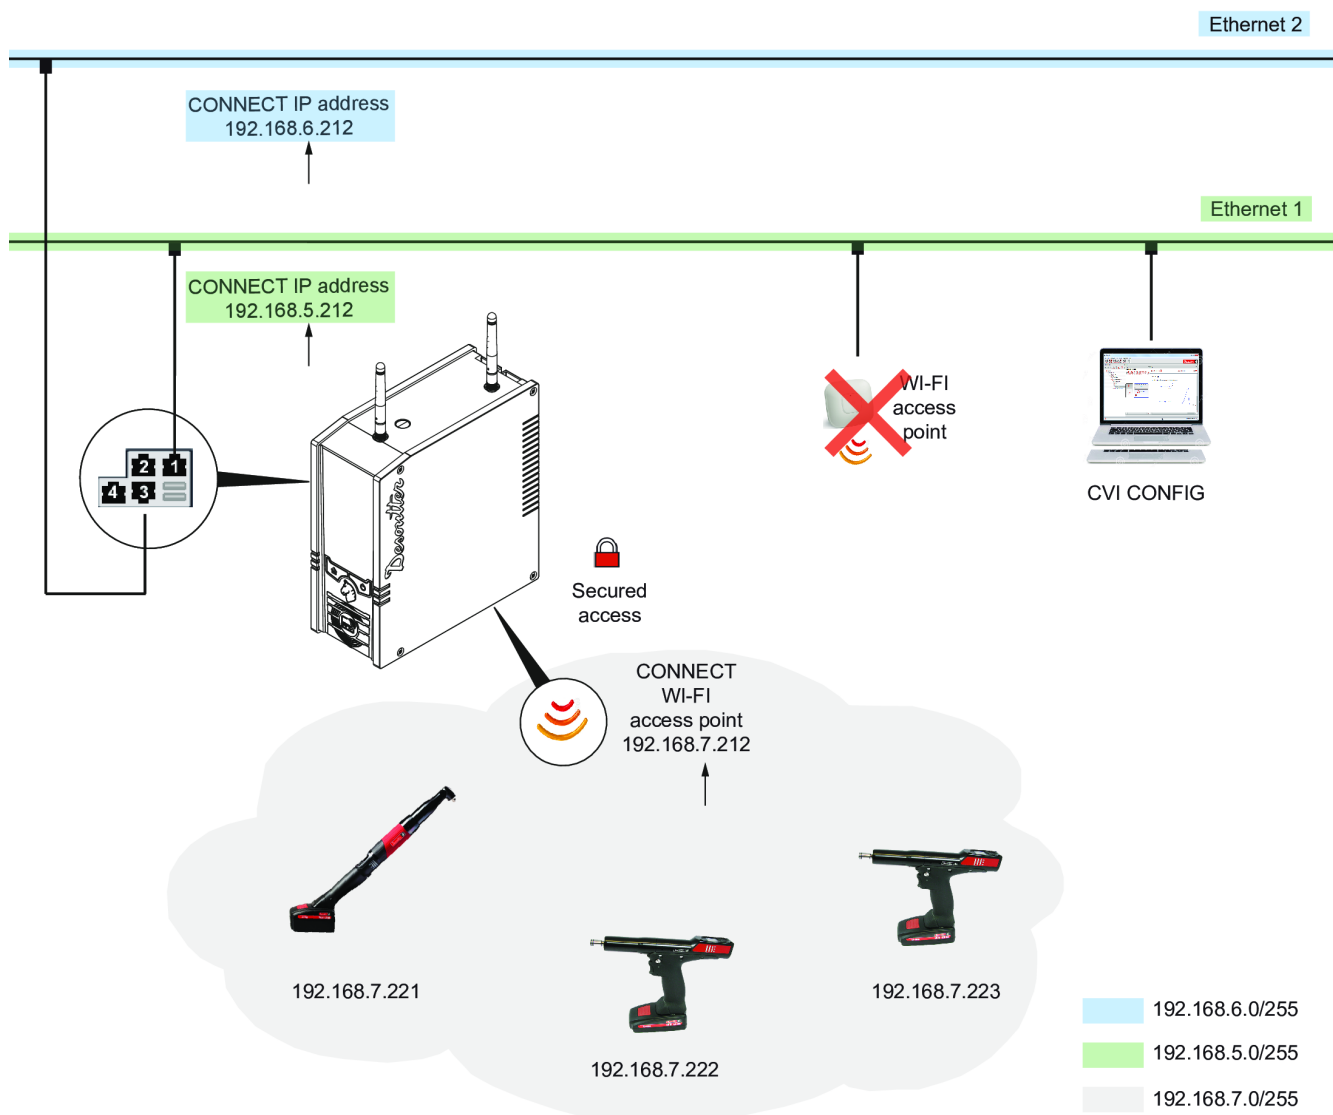 Ethernet 2
CONNECT IP address
192.168.6.212
Ethernet 1
CONNECT IP address
192.168.5.212
WI-FI
access
point
2 1
4 3
CVI CONFIG
Desoutter
Secured
access
CONNECT
WI-FI
access point
192.168.7.212
192.168.7.221
192.168.7.223
192.168.7.222
192.168.6.0/255
192.168.5.0/255
192.168.7.0/255